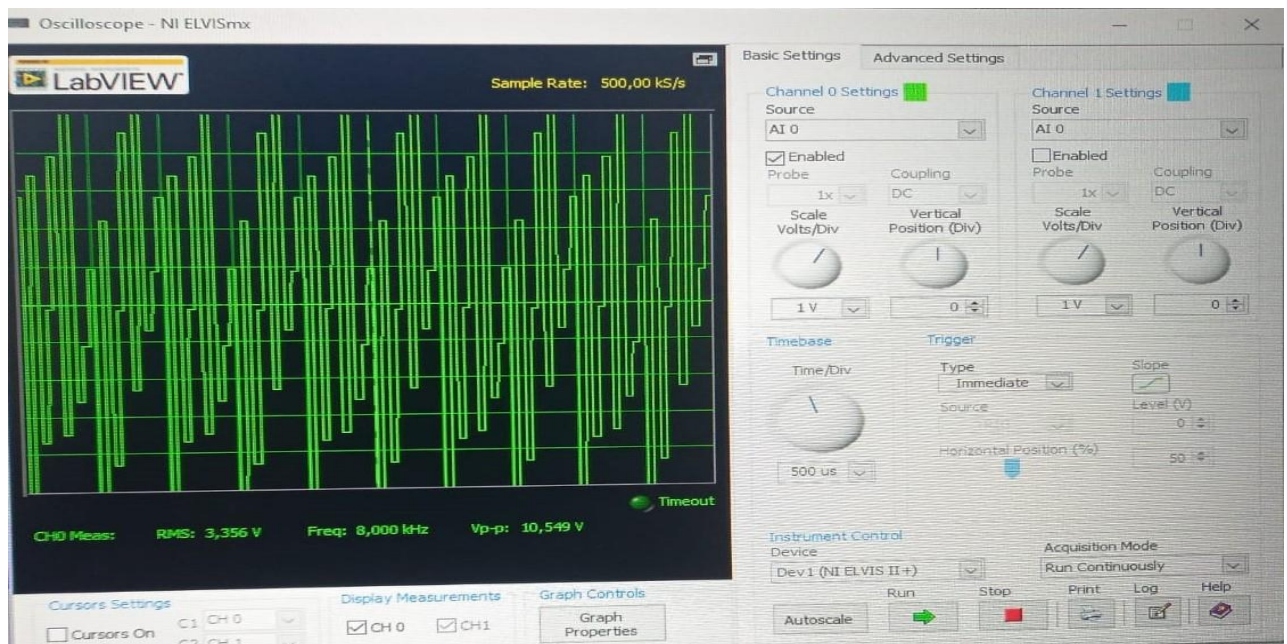 Oscilloscope - NI ELVISmx
LabVIEW
Sample Rate: 500,00 kS/s
Timeout
CH0 Meas: RMS: 3,356 V Freq: 8,000 kHz Vp-p: 10,549 V
Cursors Settings
Cursors On
C1 CH 0
C2 CH 1
Display Measurements
CH 0 CH1
Graph Controls
Graph
Properties
Basic Settings Advanced Settings
Channel 0 Settings
Source
AI 0
Enabled
Probe Coupling
1x DC
Scale Vertical
Volts/Div Position (Div)
1 V 0
Channel 1 Settings
Source
AI 0
Enabled
Probe Coupling
1x DC
Scale Vertical
Volts/Div Position (Div)
1 V 0
Timebase
Time/Div
500 us
Trigger
Type Slope
Immediate
Source Level (V)
0
Horizontal Position (%)
50
Instrument Control
Device Acquisition Mode
Dev1 (NI ELVIS II+) Run Continuously
Run Stop Print Log Help
Autoscale